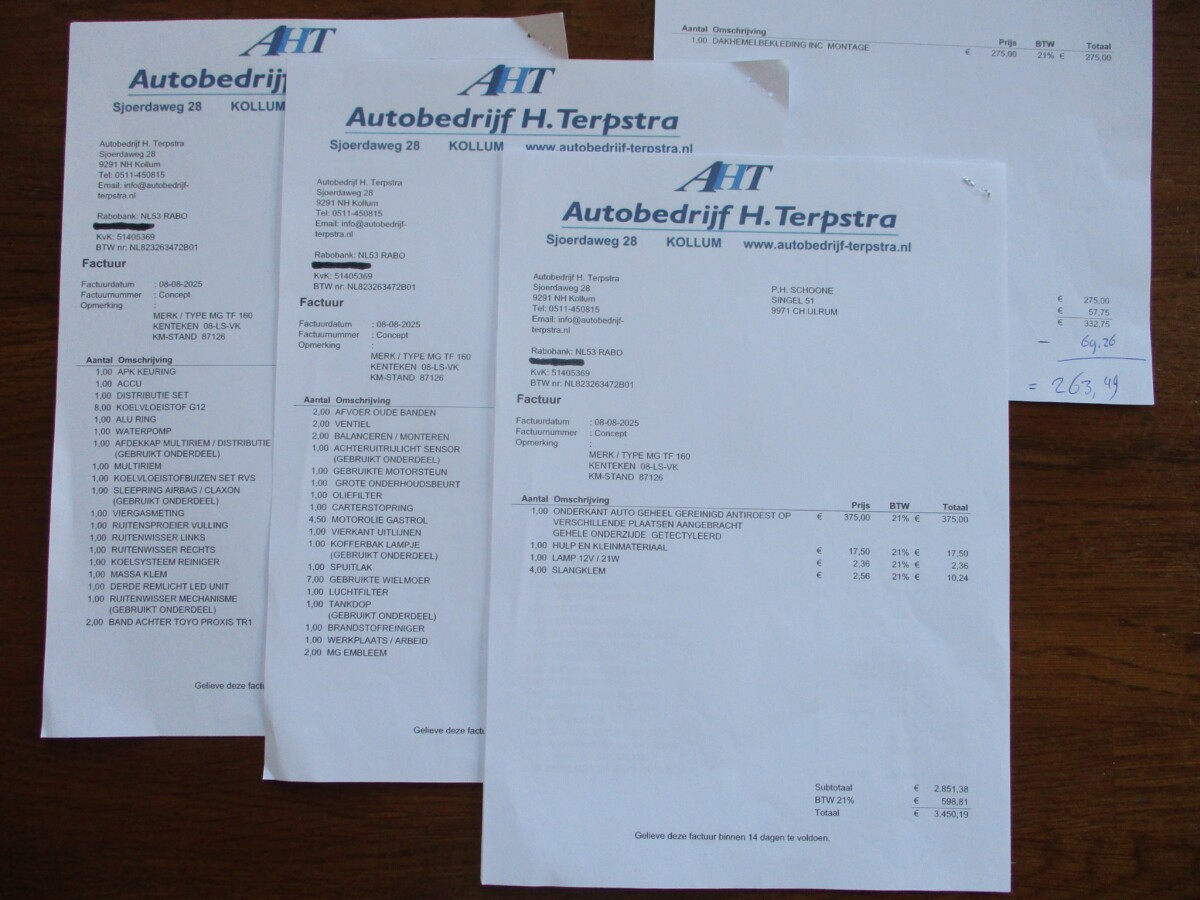 AHT
Autobedrijf
Sjoerdaweg 28 KOLLUM
Autobedrijf H. Terpstra
Sjoerdaweg 28
9291 NH Kollum
Tel: 0511-450815
Email: info@autobedrijf-
terpstra.nl
Rabobank: NL53 RABO
KvK: 51405369
BTW nr: NL823263472B01
Factuur
Factuurdatum : 08-08-2025
Factuurnummer : Concept
Opmerking :
MERK / TYPE MG TF 160
KENTEKEN 08-LS-VK
KM-STAND 87126
Aantal Omschrijving
1,00 APK KEURING
1,00 ACCU
1,00 DISTRIBUTIE SET
8,00 KOELVLOEISTOF G12
1,00 ALU RING
1,00 WATERPOMP
1,00 AFDEKKAP MULTIRIEM / DISTRIBUTIE
(GEBRUIKT ONDERDEEL)
1,00 MULTIRIEM
1,00 KOELVLOEISTOFBUIZEN SET RVS
1,00 SLEEPRING AIRBAG / CLAXON
(GEBRUIKT ONDERDEEL)
1,00 VIERGASMETING
1,00 RUITENSPROEIER VULLING
1,00 RUITENWISSER LINKS
1,00 RUITENWISSER RECHTS
1,00 KOELSYSTEEM REINIGER
1,00 MASSA KLEM
1,00 DERDE REMLICHT LED UNIT
1,00 RUITENWISSER MECHANISME
(GEBRUIKT ONDERDEEL)
2,00 BAND ACHTER TOYO PROXIS TR1
Gelieve deze factu
AHT
Autobedrijf H. Terpstra
Sjoerdaweg 28 KOLLUM www.autobedrijf-terpstra.nl
Autobedrijf H. Terpstra
Sjoerdaweg 28
9291 NH Kollum
Tel: 0511-450815
Email: info@autobedrijf-
terpstra.nl
Rabobank: NL53 RABO
KvK: 51405369
BTW nr: NL823263472B01
Factuur
Factuurdatum : 08-08-2025
Factuurnummer : Concept
Opmerking :
MERK / TYPE MG TF 160
KENTEKEN 08-LS-VK
KM-STAND 87126
Aantal Omschrijving
2,00 AFVOER OUDE BANDEN
2,00 VENTIEL
2,00 BALANCEREN / MONTEREN
1,00 ACHTERUITRIJLICHT SENSOR
(GEBRUIKT ONDERDEEL)
1,00 GEBRUIKTE MOTORSTEUN
1,00 GROTE ONDERHOUDSBEURT
1,00 OLIEFILTER
1,00 CARTERSTOPRING
4,50 MOTOROLIE GASTROL
1,00 VIERKANT UITLIJNEN
1,00 KOFFERBAK LAMPJE
(GEBRUIKT ONDERDEEL)
1,00 SPUITLAK
7,00 GEBRUIKTE WIELMOER
1,00 LUCHTFILTER
1,00 TANKDOP
(GEBRUIKT ONDERDEEL)
1,00 BRANDSTOFREINIGER
1,00 WERKPLAATS / ARBEID
2,00 MG EMBLEEM
Gelieve deze factu
AHT
Autobedrijf H. Terpstra
Sjoerdaweg 28 KOLLUM www.autobedrijf-terpstra.nl
Autobedrijf H. Terpstra
Sjoerdaweg 28
9291 NH Kollum
Tel: 0511-450815
Email: info@autobedrijf-
terpstra.nl
P.H. SCHOONE
SINGEL 51
9971 CH ULRUM
Rabobank: NL53 RABO
KvK: 51405369
BTW nr: NL823263472B01
Factuur
Factuurdatum : 08-08-2025
Factuurnummer : Concept
Opmerking :
MERK / TYPE MG TF 160
KENTEKEN 08-LS-VK
KM-STAND 87126
Aantal Omschrijving Prijs BTW Totaal
1,00 ONDERKANT AUTO GEHEEL GEREINIGD ANTIROEST OP € 375,00 21% € 375,00
VERSCHILLENDE PLAATSEN AANGEBRACHT
GEHELE ONDERZIJDE GETECTYLEERD
1,00 HULP EN KLEINMATERIAAL € 17,50 21% € 17,50
1,00 LAMP 12V / 21W € 2,36 21% € 2,36
4,00 SLANGKLEM € 2,56 21% € 10,24
Subtotaal € 2.851,38
BTW 21% € 598,81
Totaal € 3.450,19
Gelieve deze factuur binnen 14 dagen te voldoen.
Aantal Omschrijving Prijs BTW Totaal
1,00 DAKHEMELBEKLEDING INC MONTAGE € 275,00 21% € 275,00
€ 275,00
€ 57,75
€ 332,75
- 69,26
= 263,49